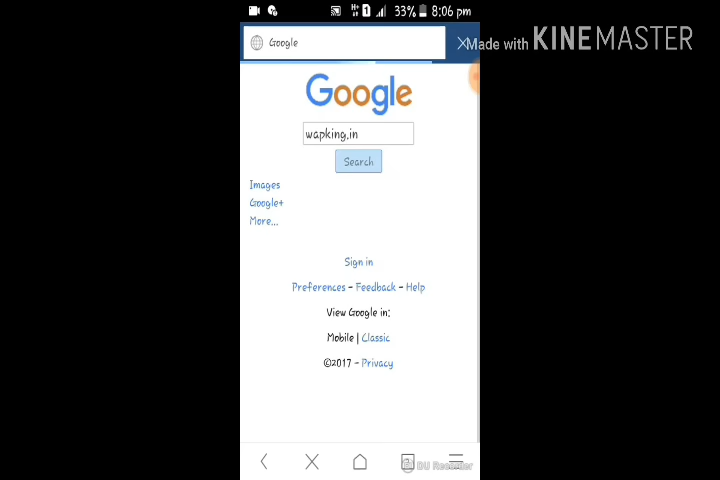 33% 8:06 pm
Google
Made with KINEMASTER
Google
wapking.in
Search
Images
Google+
More...
Sign in
Preferences - Feedback - Help
View Google in:
Mobile | Classic
©2017 - Privacy
DU Recorder